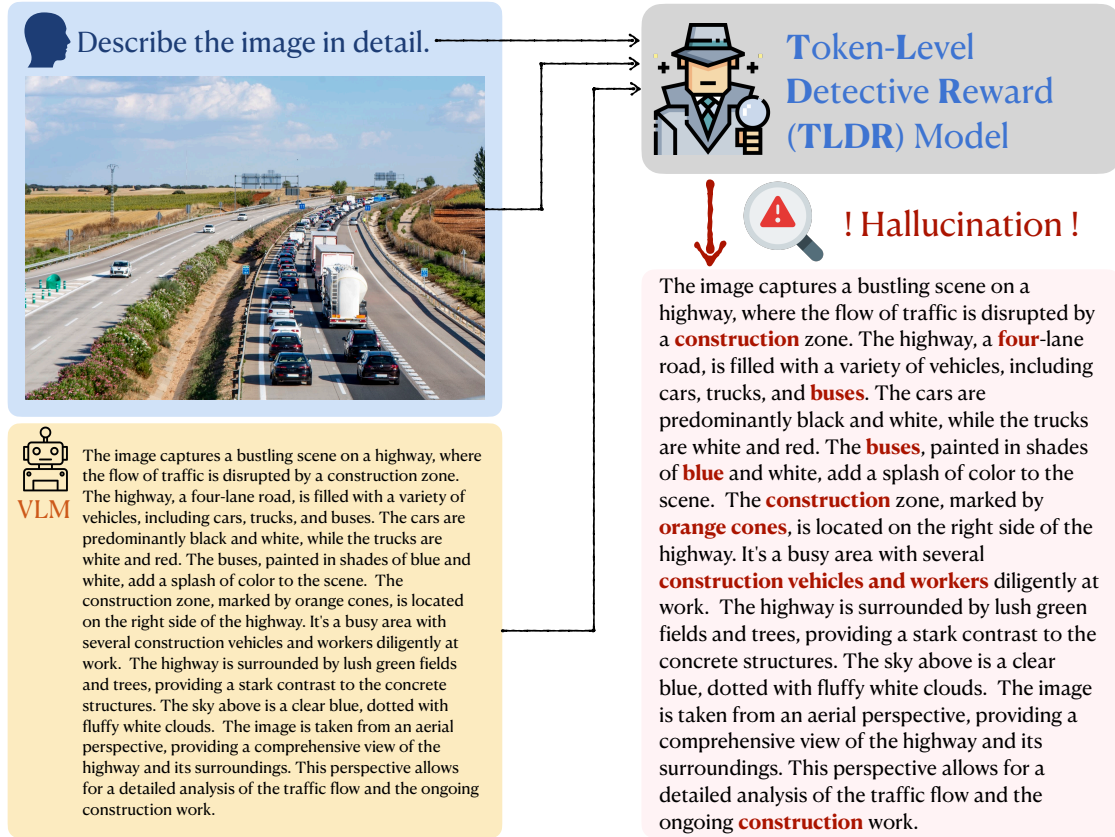 Describe the image in detail.
Token-Level
Detective Reward
(TLDR) Model
! Hallucination !
VLM
The image captures a bustling scene on a highway, where
the flow of traffic is disrupted by a construction zone.
The highway, a four-lane road, is filled with a variety of
vehicles, including cars, trucks, and buses. The cars are
predominantly black and white, while the trucks are
white and red. The buses, painted in shades of blue and
white, add a splash of color to the scene. The
construction zone, marked by orange cones, is located
on the right side of the highway. It's a busy area with
several construction vehicles and workers diligently at
work. The highway is surrounded by lush green fields
and trees, providing a stark contrast to the concrete
structures. The sky above is a clear blue, dotted with
fluffy white clouds. The image is taken from an aerial
perspective, providing a comprehensive view of the
highway and its surroundings. This perspective allows
for a detailed analysis of the traffic flow and the ongoing
construction work.
The image captures a bustling scene on a
highway, where the flow of traffic is disrupted by
a construction zone. The highway, a four-lane
road, is filled with a variety of vehicles, including
cars, trucks, and buses. The cars are
predominantly black and white, while the trucks
are white and red. The buses, painted in shades
of blue and white, add a splash of color to the
scene. The construction zone, marked by
orange cones, is located on the right side of the
highway. It's a busy area with several
construction vehicles and workers diligently at
work. The highway is surrounded by lush green
fields and trees, providing a stark contrast to the
concrete structures. The sky above is a clear
blue, dotted with fluffy white clouds. The image
is taken from an aerial perspective, providing a
comprehensive view of the highway and its
surroundings. This perspective allows for a
detailed analysis of the traffic flow and the
ongoing construction work.